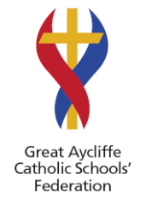 Great Aycliffe
Catholic Schools'
Federation